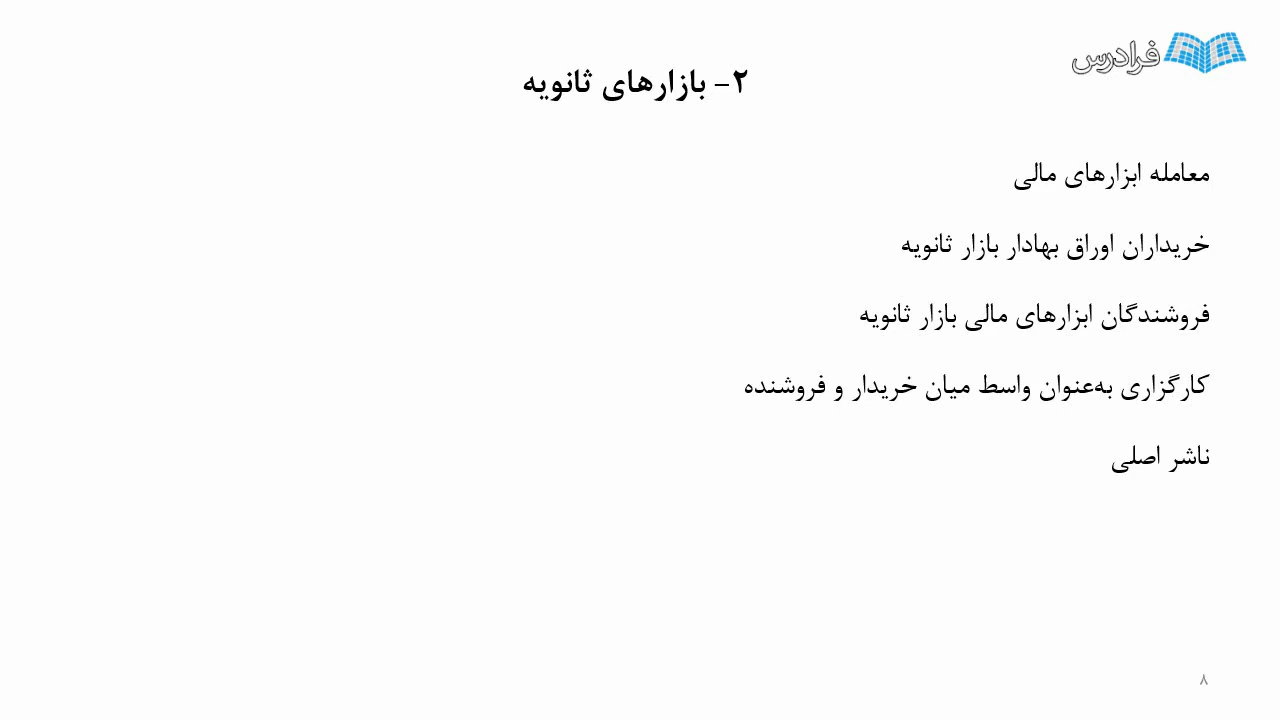 فرادرس
۲- بازارهای ثانویه
معامله ابزارهای مالی
خریداران اوراق بهادار بازار ثانویه
فروشندگان ابزارهای مالی بازار ثانویه
کارگزاری به‌عنوان واسط میان خریدار و فروشنده
ناشر اصلی
۸